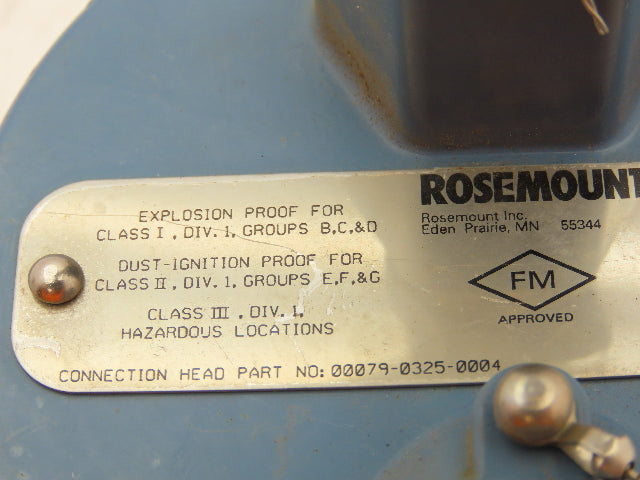 EXPLOSION PROOF FOR
CLASS I, DIV. 1, GROUPS B,C,&D
DUST-IGNITION PROOF FOR
CLASS II, DIV. 1, GROUPS E,F,&G
CLASS III, DIV. 1,
HAZARDOUS LOCATIONS
CONNECTION HEAD PART NO: 00079-0325-0004
ROSEMOUNT
Rosemount Inc.
Eden Prairie, MN 55344
FM
APPROVED